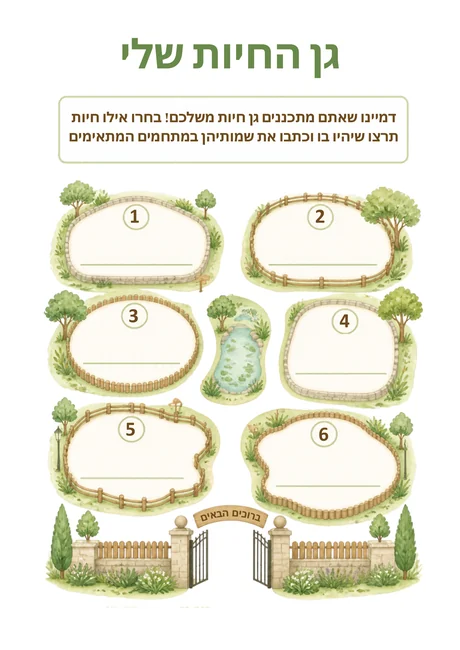 גן החיות שלי
דמיינו שאתם מתכננים גן חיות משלכם! בחרו אילו חיות
תרצו שיהיו בו וכתבו את שמותיהן במתחמים המתאימים
1
2
3
4
5
6
ברוכים הבאים